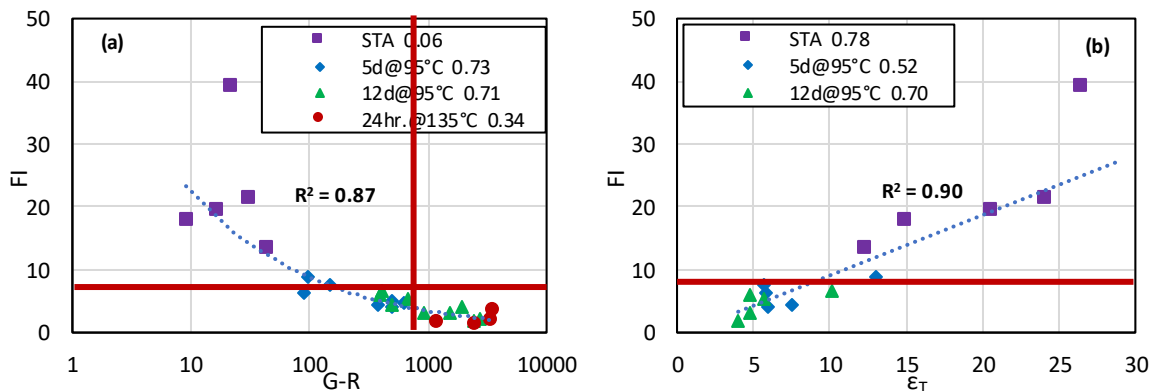 50
40
30
20
10
0
FI
(a)
STA 0.06
5d@95°C 0.73
12d@95°C 0.71
24hr.@135°C 0.34
R² = 0.87
1 10 100 1000 10000
G-R
50
40
30
20
10
0
FI
STA 0.78
5d@95°C 0.52
12d@95°C 0.70
(b)
R² = 0.90
0 5 10 15 20 25 30
εT